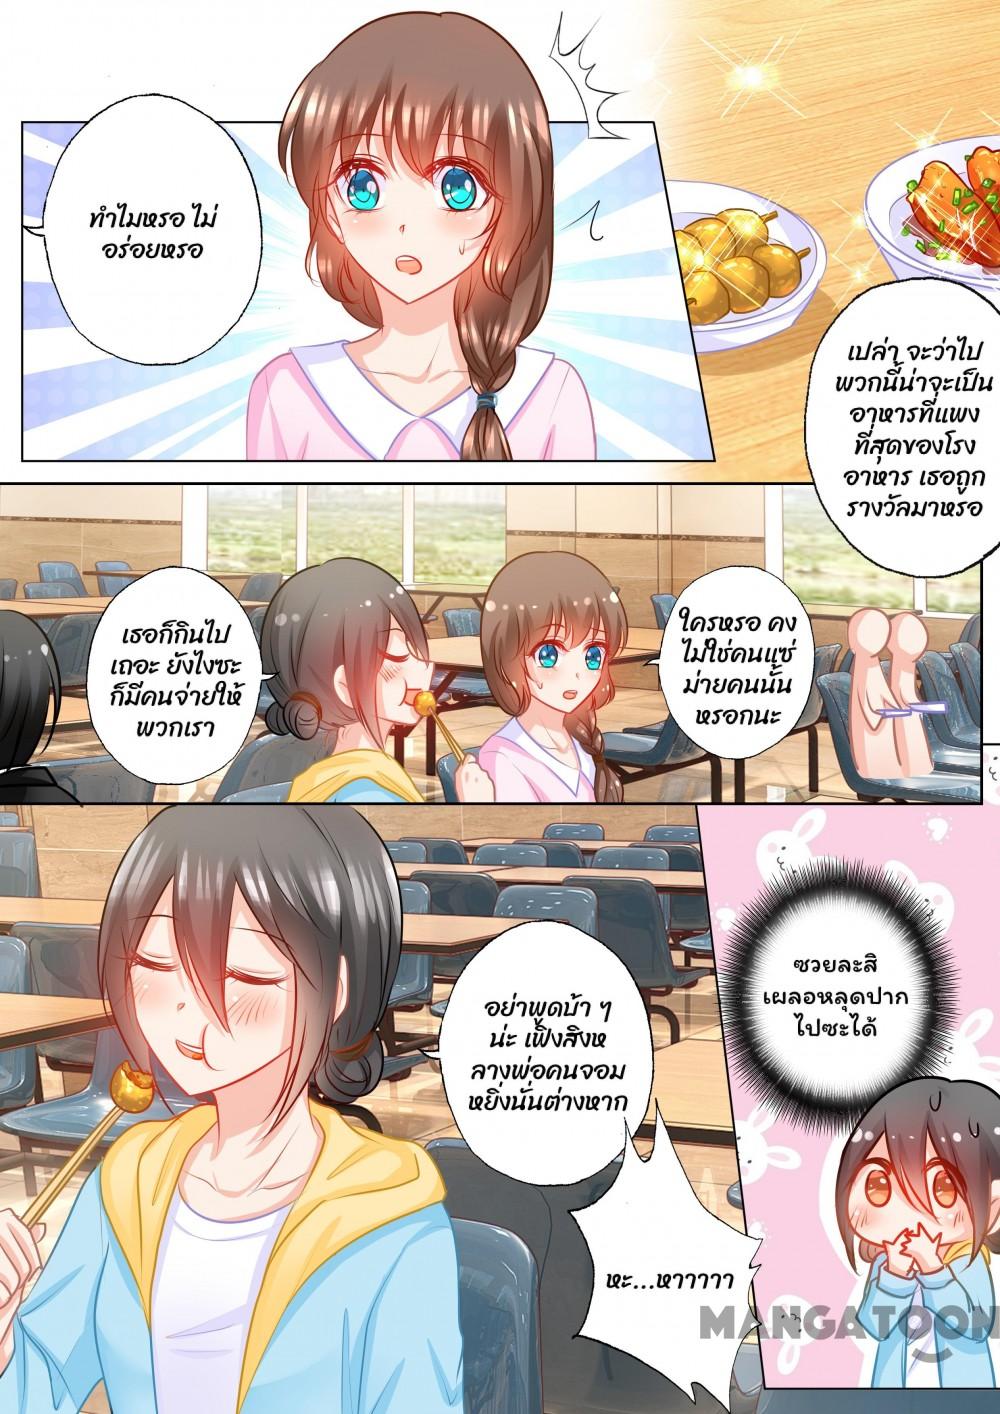 ทำไมหรอ ไม่
อร่อยหรอ
เปล่า จะว่าไป
พวกนี้น่าจะเป็น
อาหารที่แพง
ที่สุดของโรง
อาหาร เธอถูก
รางวัลมาหรอ
เธอก็กินไป
เถอะ ยังไงซะ
ก็มีคนจ่ายให้
พวกเรา
ใครหรอ คง
ไม่ใช่คนแซ่
ม่ายคนนั้น
หรอกนะ
อย่าพูดบ้า ๆ
น่ะ เฟิงสิงห
ลางพ่อคนจอม
หยิ่งนั่นต่างหาก
ซวยละสิ
เผลอหลุดปาก
ไปซะได้
หะ...หาาาาา
MANGATOON